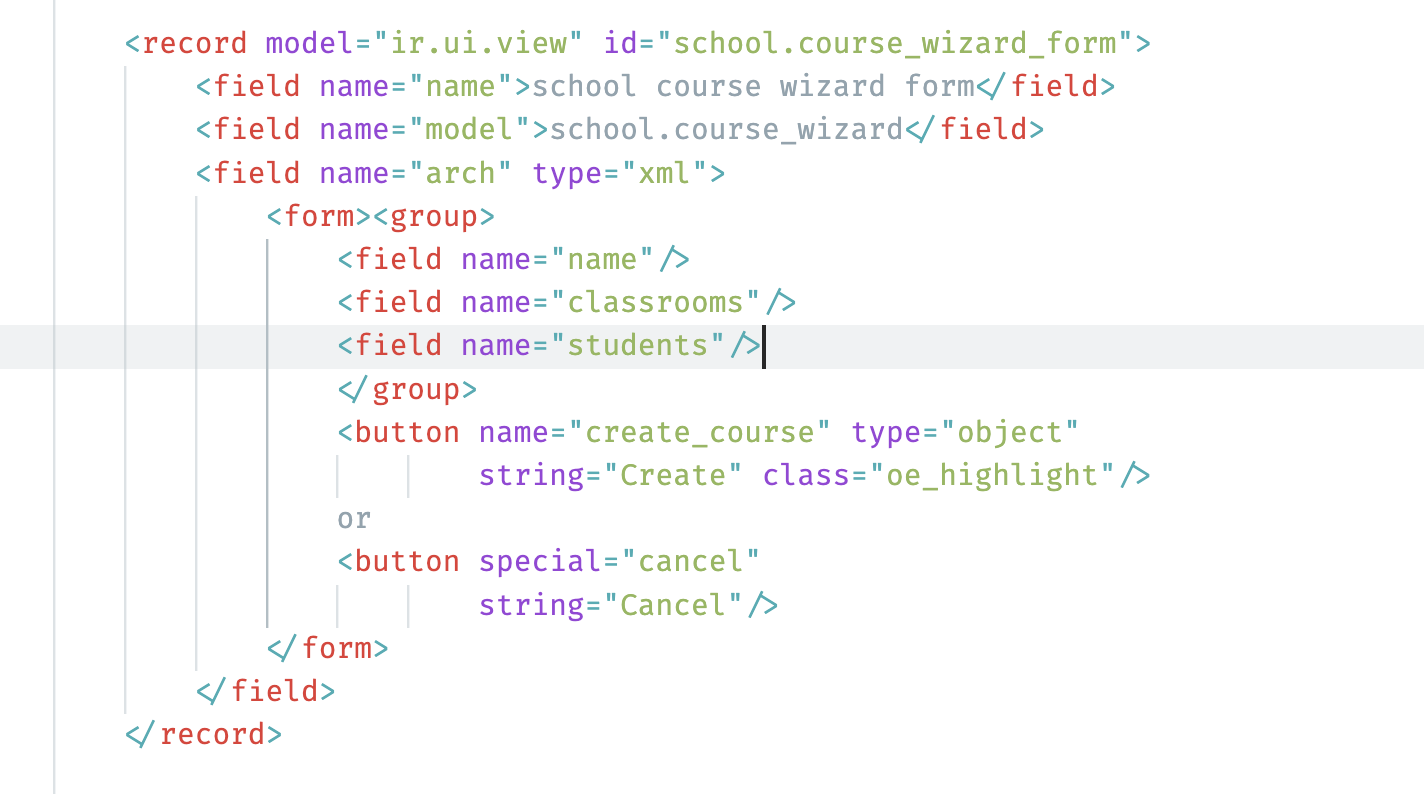 <record model="ir.ui.view" id="school.course_wizard_form">
<field name="name">school course wizard form</field>
<field name="model">school.course_wizard</field>
<field name="arch" type="xml">
<form><group>
<field name="name"/>
<field name="classrooms"/>
<field name="students"/>
</group>
<button name="create_course" type="object"
string="Create" class="oe_highlight"/>
or
<button special="cancel"
string="Cancel"/>
</form>
</field>
</record>